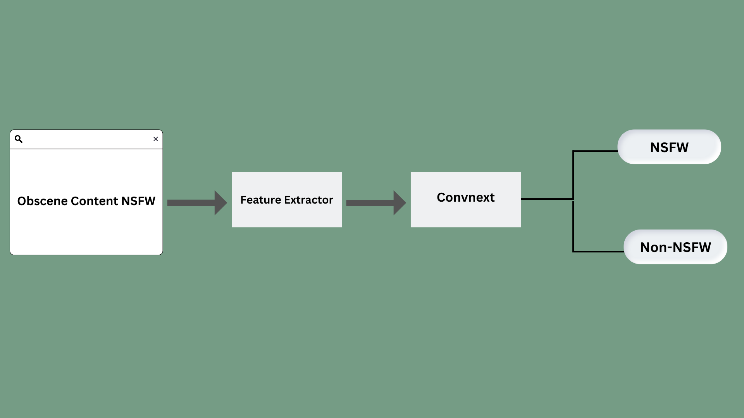 Obscene Content NSFW
Feature Extractor
Convnext
NSFW
Non-NSFW